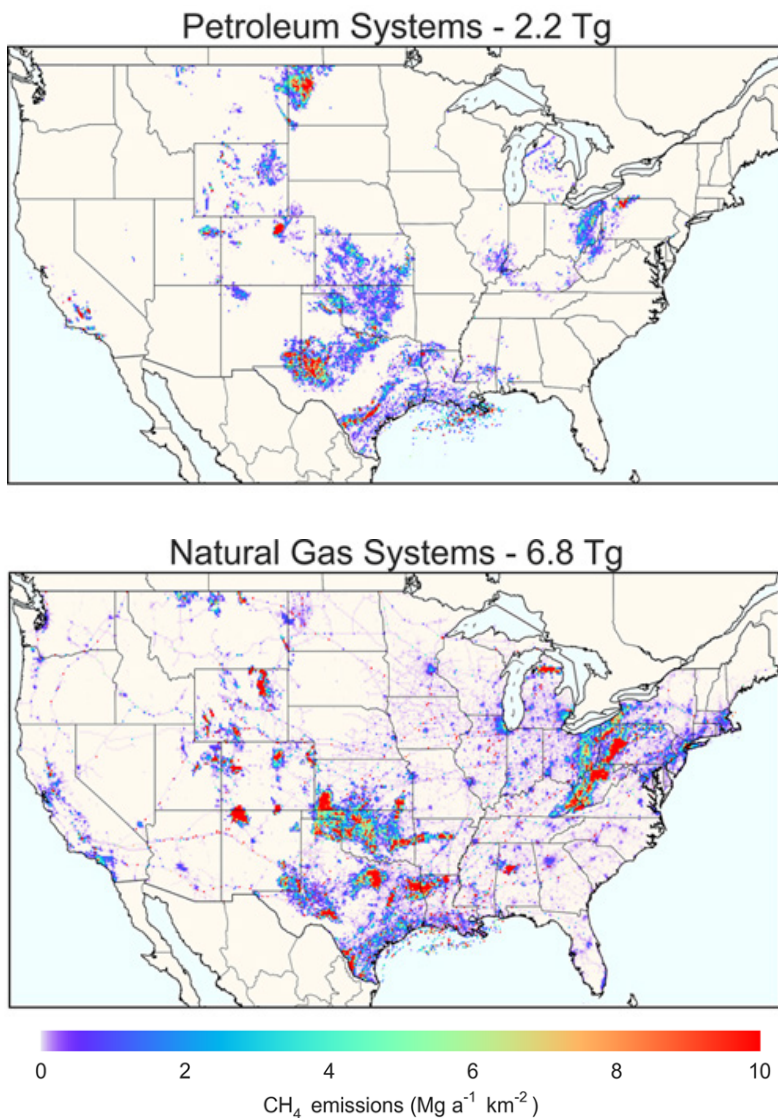 Petroleum Systems - 2.2 Tg
Natural Gas Systems - 6.8 Tg
0 2 4 6 8 10
CH₄ emissions (Mg a⁻¹ km⁻²)